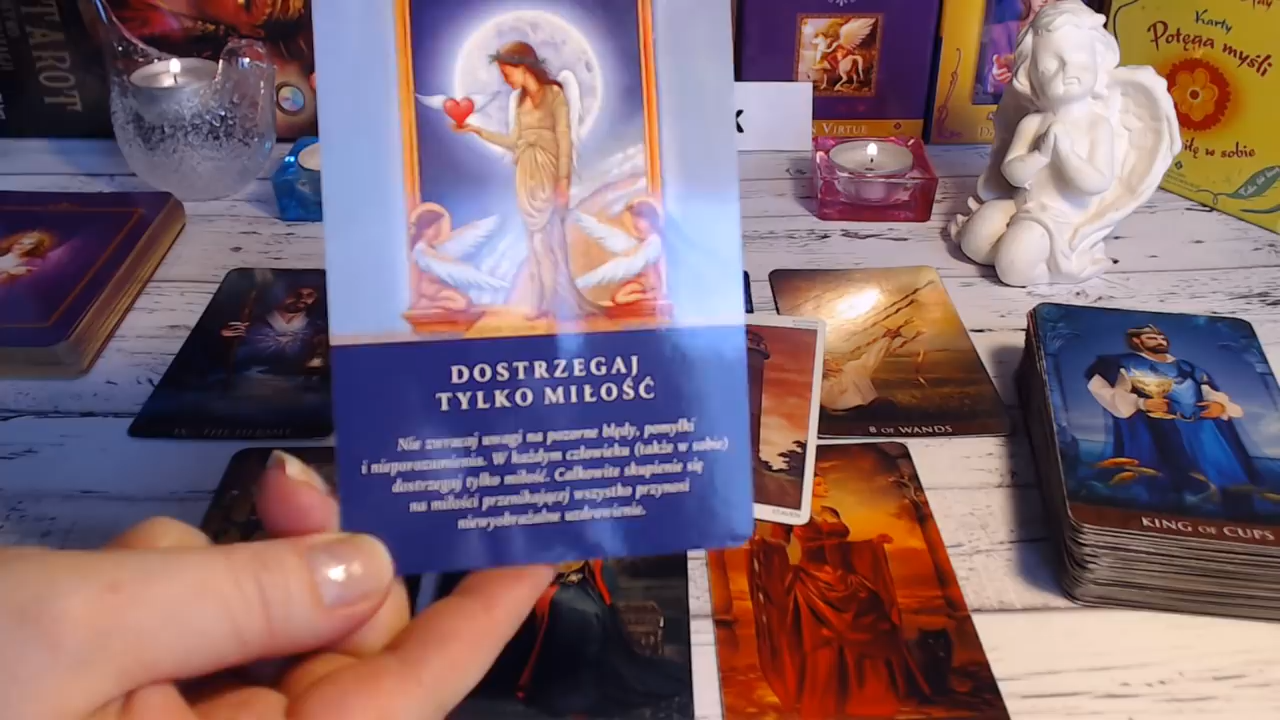 TAROT
VIRTUE
Karty
Potęga myśli
iłę w sobie
DOSTRZEGAJ
TYLKO MIŁOŚĆ
Nie zwracaj uwagi na pozorne błędy, pomyłki
i nieporozumienia. W każdym człowieku (także w sobie)
dostrzegaj tylko miłość. Całkowite skupienie się
na miłości przenikającej wszystko przynosi
niewyobrażalne uzdrowienie.
8 OF WANDS
KING OF CUPS